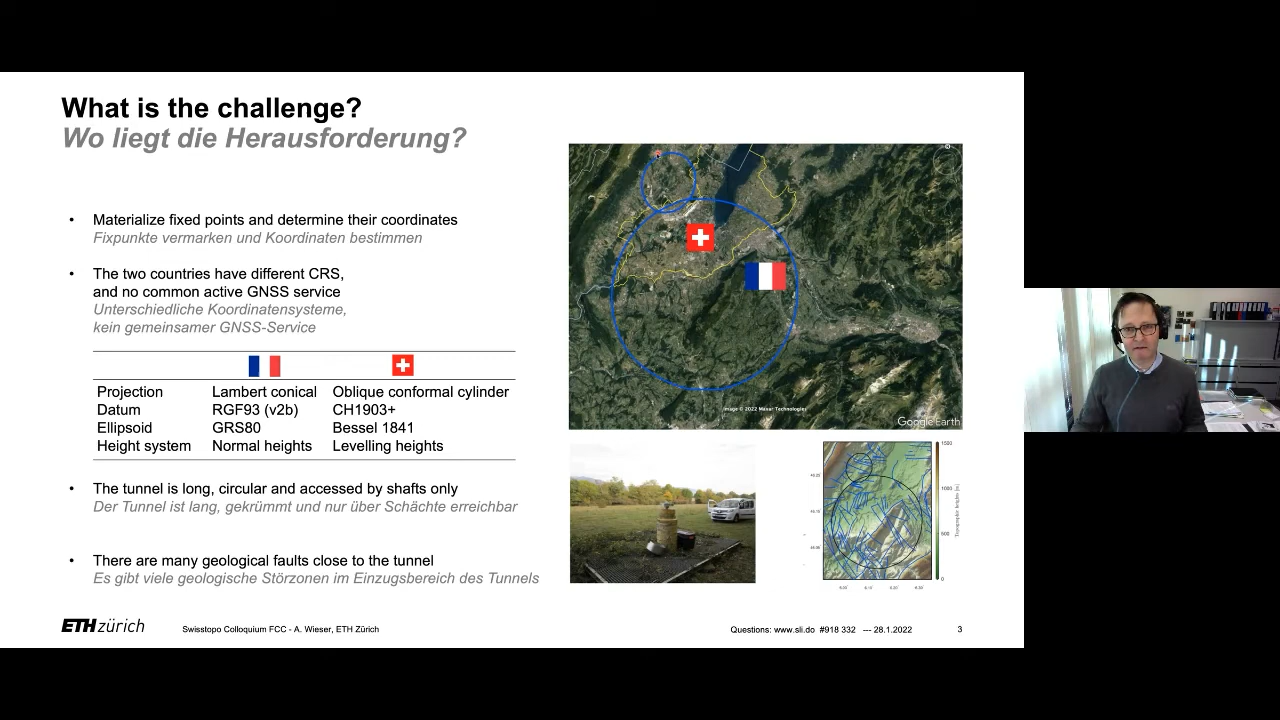 What is the challenge?
Wo liegt die Herausforderung?
• Materialize fixed points and determine their coordinates
Fixpunkte vermarken und Koordinaten bestimmen
• The two countries have different CRS,
and no common active GNSS service
Unterschiedliche Koordinatensysteme,
kein gemeinsamer GNSS-Service
Projection Lambert conical Oblique conformal cylinder
Datum RGF93 (v2b) CH1903+
Ellipsoid GRS80 Bessel 1841
Height system Normal heights Levelling heights
• The tunnel is long, circular and accessed by shafts only
Der Tunnel ist lang, gekrümmt und nur über Schächte erreichbar
• There are many geological faults close to the tunnel
Es gibt viele geologische Störzonen im Einzugsbereich des Tunnels
Image © 2022 Maxar Technologies
Google Earth
1500
1000
500
0
Topographic heights [m]
ETH zürich
Swisstopo Colloquium FCC - A. Wieser, ETH Zürich
Questions: www.sli.do #918 332 --- 28.1.2022
3